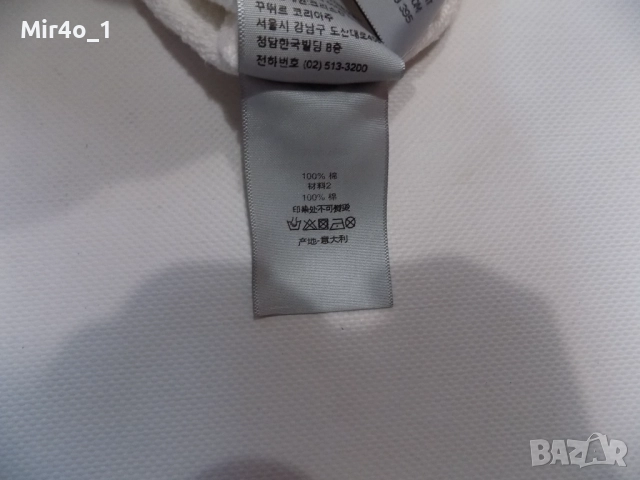 Mir4o_1
꾸뛰르 코리아㈜
서울시 강남구 도산대로
청담한국빌딩 8층
전하번호 (02) 513-3200
100% 棉
材料2
100% 棉
印染处不可熨烫
产地-意大利
BAZAR